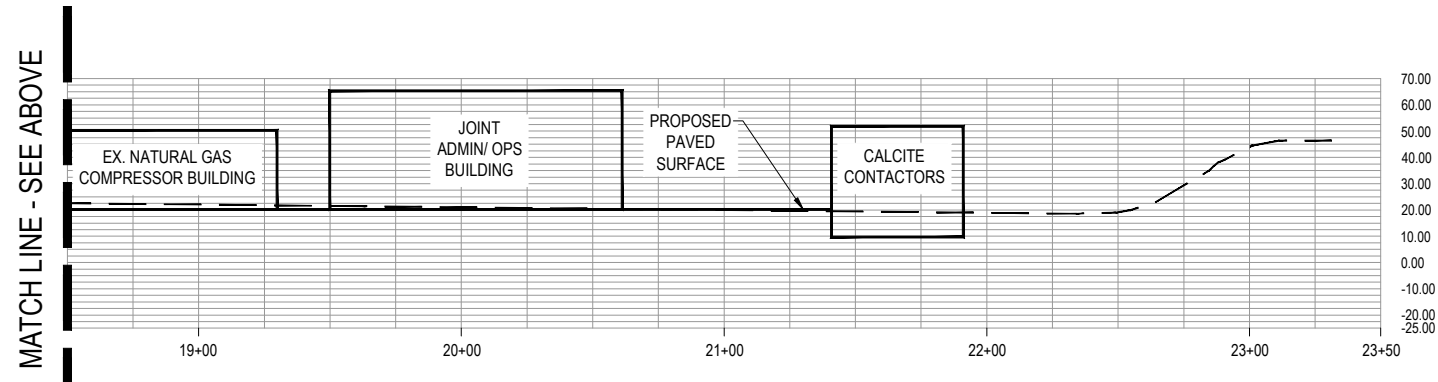 MATCH LINE - SEE ABOVE
EX. NATURAL GAS
COMPRESSOR BUILDING
JOINT
ADMIN/ OPS
BUILDING
PROPOSED
PAVED
SURFACE
CALCITE
CONTACTORS
70.00
60.00
50.00
40.00
30.00
20.00
10.00
0.00
-10.00
-20.00
-25.00
19+00
20+00
21+00
22+00
23+00
23+50